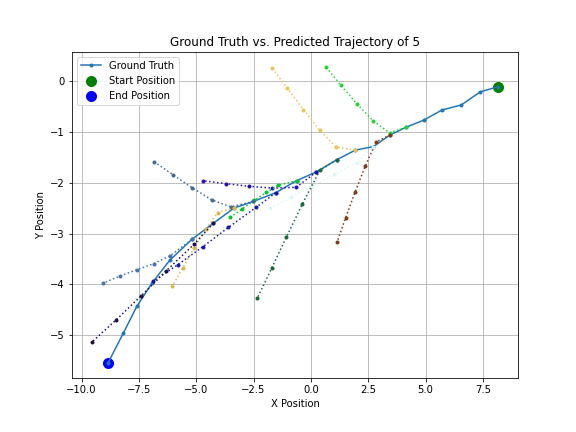 Ground Truth vs. Predicted Trajectory of 5
Ground Truth
Start Position
End Position
Y Position
0
−1
−2
−3
−4
−5
−10.0 −7.5 −5.0 −2.5 0.0 2.5 5.0 7.5
X Position